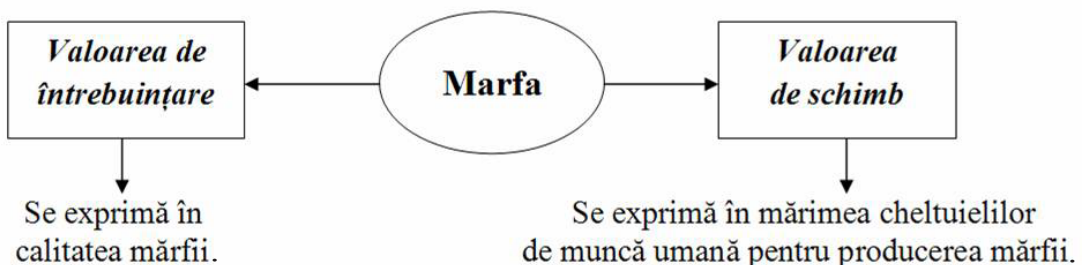 Valoarea de
întrebuințare
Marfa
Valoarea
de schimb
Se exprimă în
calitatea mărfii.
Se exprimă în mărimea cheltuielilor
de muncă umană pentru producerea mărfii.